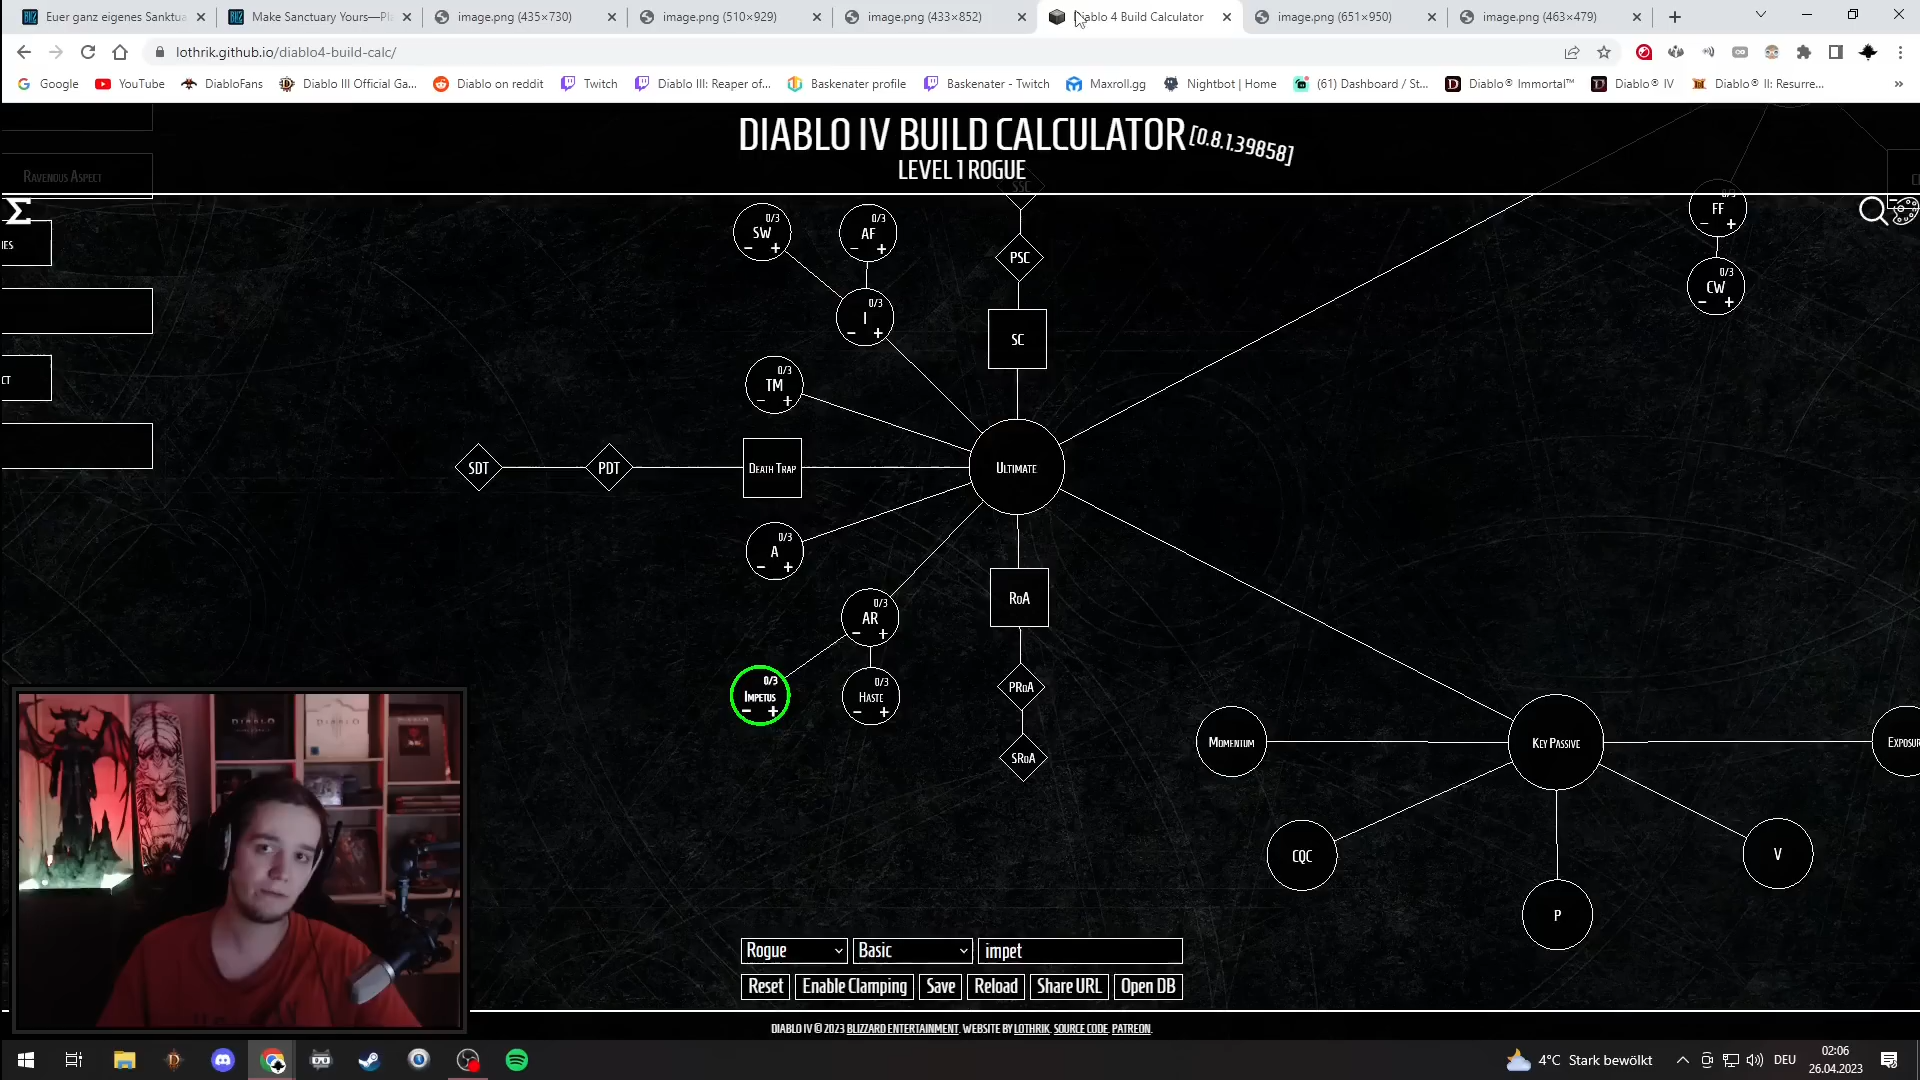 Euer ganz eigenes Sanktua
Make Sanctuary Yours—Pla
image.png (435×730)
image.png (510×929)
image.png (433×852)
Diablo 4 Build Calculator
image.png (651×950)
image.png (463×479)
lothrik.github.io/diablo4-build-calc/
Google
YouTube
DiabloFans
Diablo III Official Ga...
Diablo on reddit
Twitch
Diablo III: Reaper of...
Baskenater profile
Baskenater - Twitch
Maxroll.gg
Nightbot | Home
(61) Dashboard / St...
Diablo® Immortal™
Diablo® IV
Diablo® II: Resurre...
»
DIABLO IV BUILD CALCULATOR [0.8.1.39858]
LEVEL 1 ROGUE
RAVENOUS ASPECT
SSC
Σ
IES
CT
0/3
SW
- +
0/3
AF
- +
PSC
0/3
FF
- +
0/3
CW
- +
0/3
I
- +
SC
0/3
TM
- +
SDT
PDT
DEATH TRAP
ULTIMATE
0/3
A
- +
0/3
AR
- +
ROA
0/3
IMPETUS
- +
0/3
HASTE
- +
PROA
SROA
MOMENTUM
KEY PASSIVE
EXPOSUR
CQC
V
P
Rogue
Basic
impet
Reset
Enable Clamping
Save
Reload
Share URL
Open DB
DIABLO IV © 2023 BLIZZARD ENTERTAINMENT. WEBSITE BY LOTHRIK. SOURCE CODE. PATREON.
4°C Stark bewölkt
DEU
02:06
26.04.2023